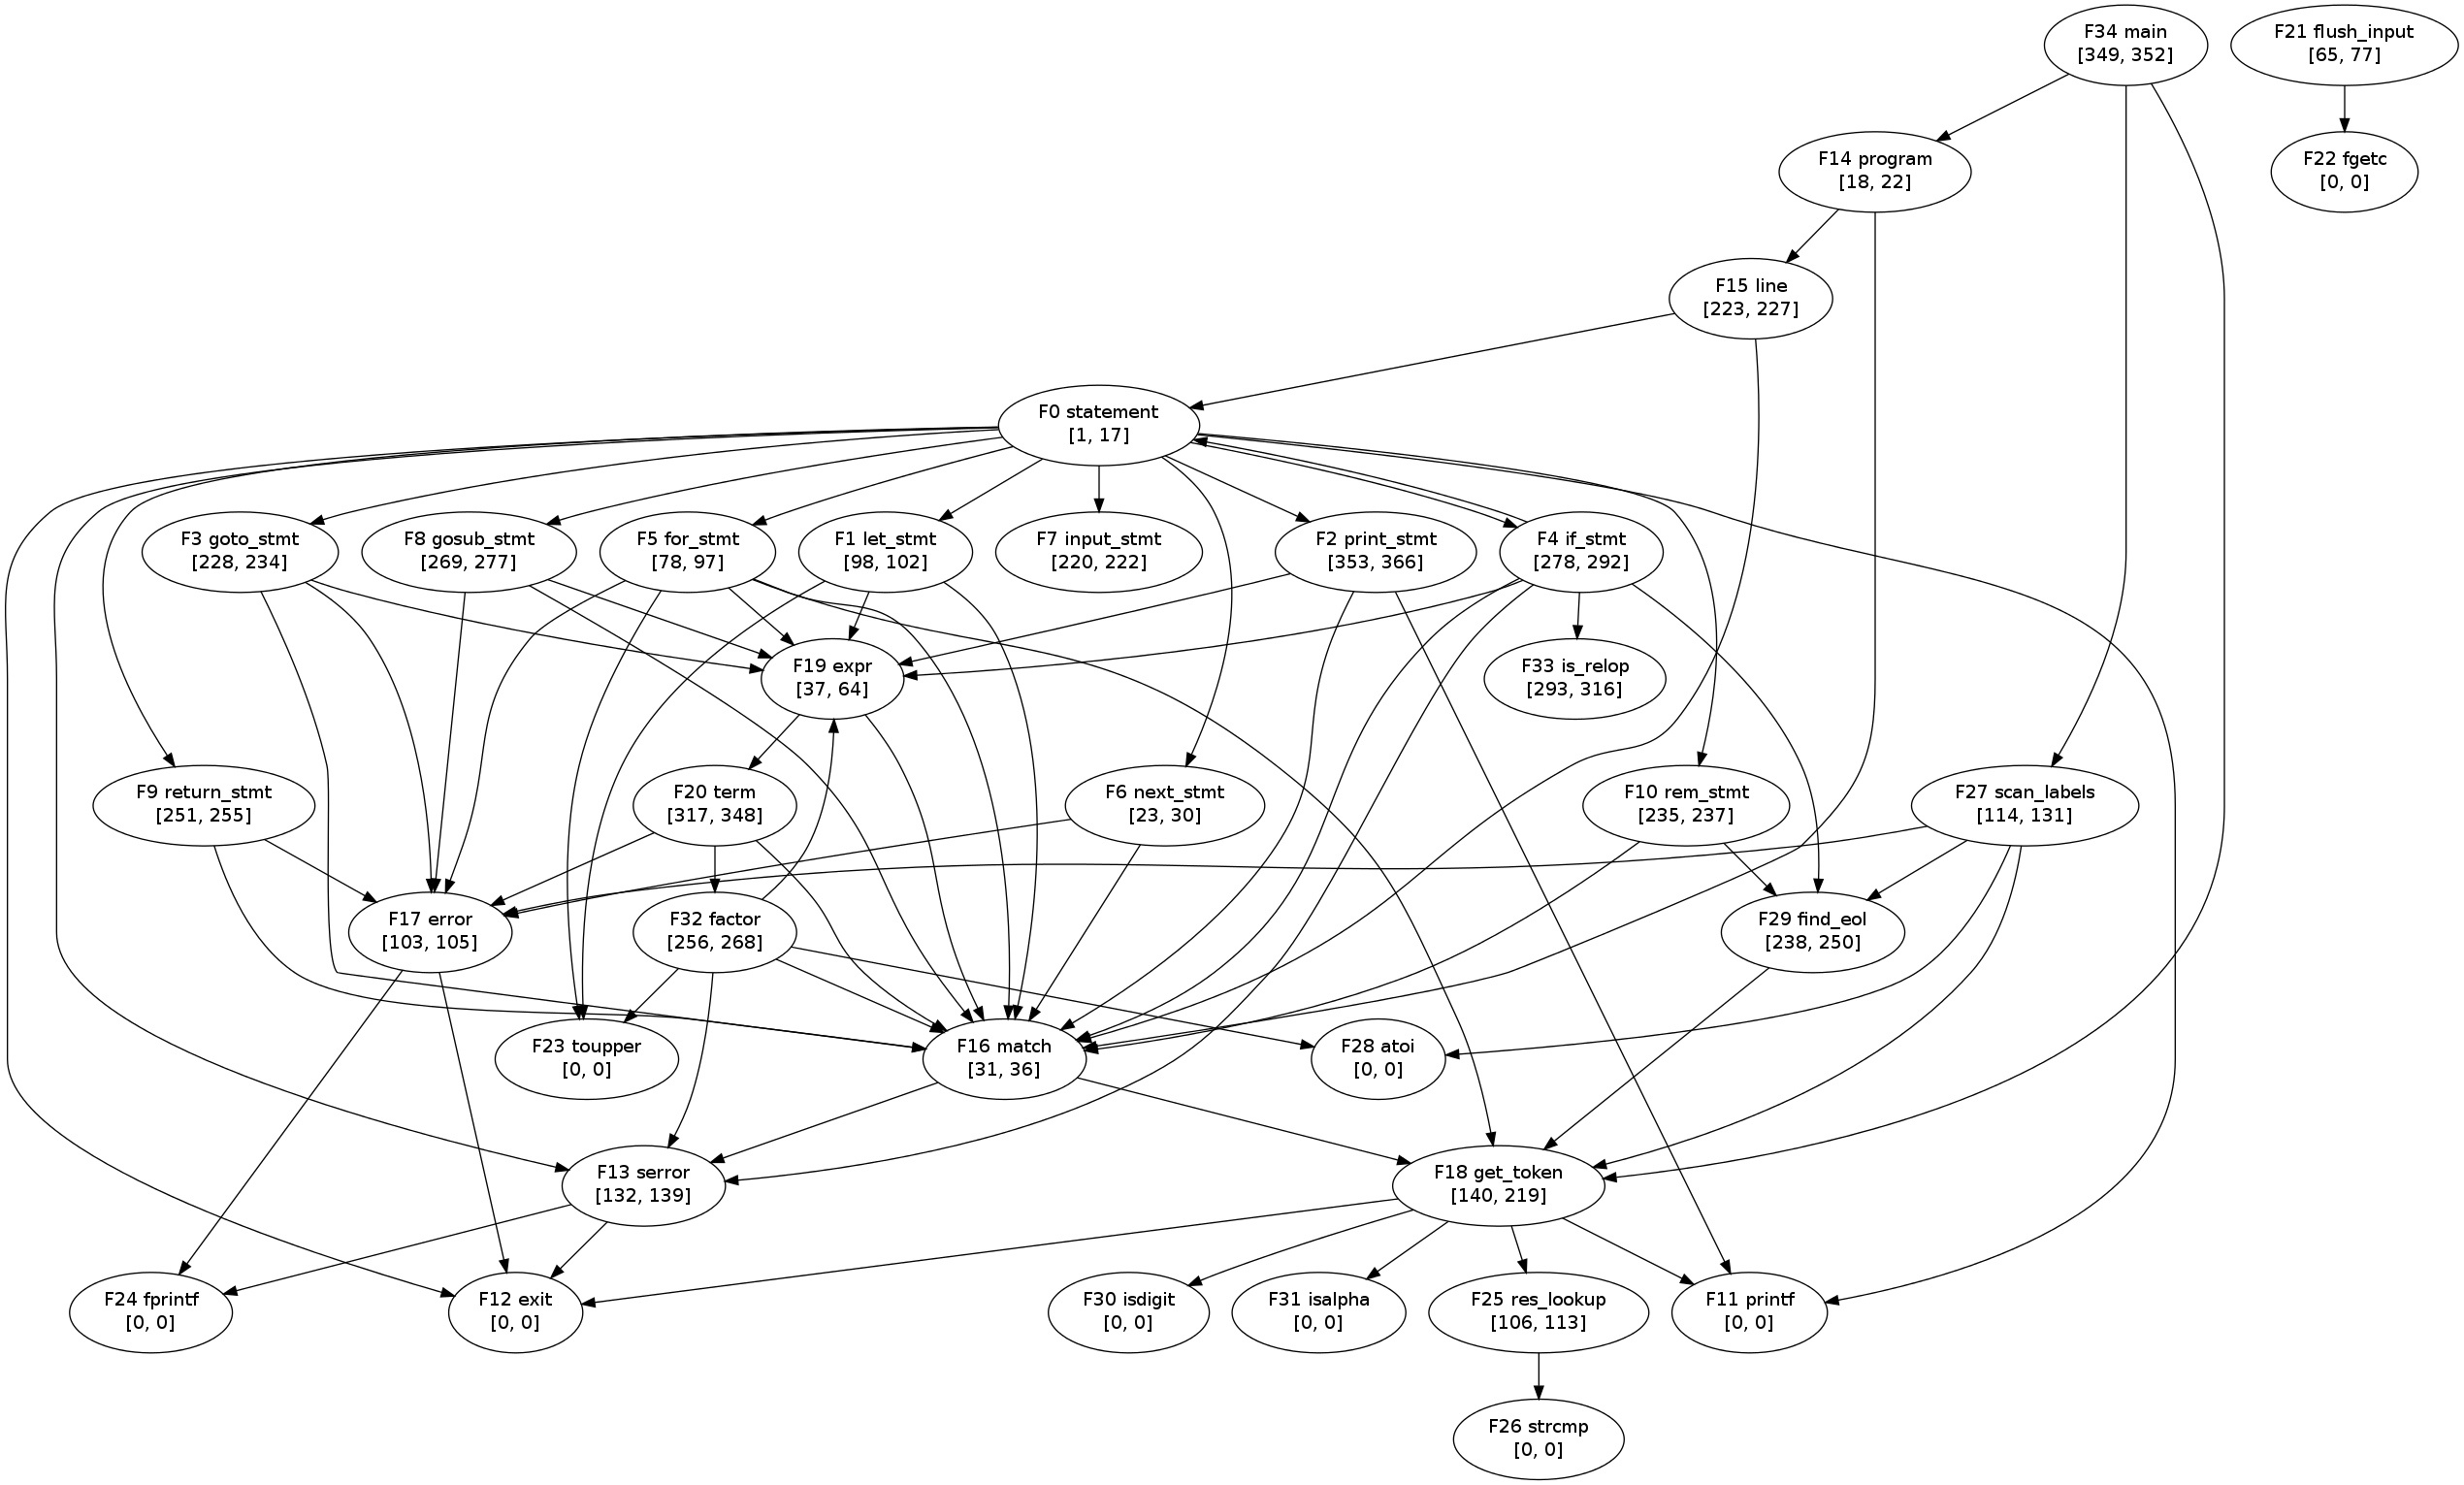 F34 main
[349, 352]
F21 flush_input
[65, 77]
F14 program
[18, 22]
F22 fgetc
[0, 0]
F15 line
[223, 227]
F0 statement
[1, 17]
F3 goto_stmt
[228, 234]
F8 gosub_stmt
[269, 277]
F5 for_stmt
[78, 97]
F1 let_stmt
[98, 102]
F7 input_stmt
[220, 222]
F2 print_stmt
[353, 366]
F4 if_stmt
[278, 292]
F19 expr
[37, 64]
F33 is_relop
[293, 316]
F9 return_stmt
[251, 255]
F20 term
[317, 348]
F6 next_stmt
[23, 30]
F10 rem_stmt
[235, 237]
F27 scan_labels
[114, 131]
F17 error
[103, 105]
F32 factor
[256, 268]
F29 find_eol
[238, 250]
F23 toupper
[0, 0]
F16 match
[31, 36]
F28 atoi
[0, 0]
F13 serror
[132, 139]
F18 get_token
[140, 219]
F24 fprintf
[0, 0]
F12 exit
[0, 0]
F30 isdigit
[0, 0]
F31 isalpha
[0, 0]
F25 res_lookup
[106, 113]
F11 printf
[0, 0]
F26 strcmp
[0, 0]